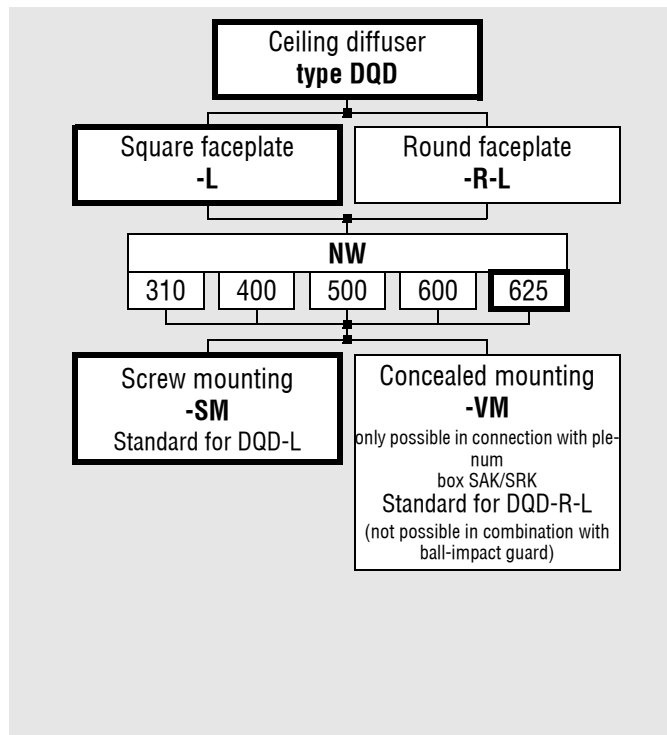 Ceiling diffuser
type DQD
Square faceplate
-L
Round faceplate
-R-L
NW
310
400
500
600
625
Screw mounting
-SM
Standard for DQD-L
Concealed mounting
-VM
only possible in connection with ple-
num
box SAK/SRK
Standard for DQD-R-L
(not possible in combination with
ball-impact guard)